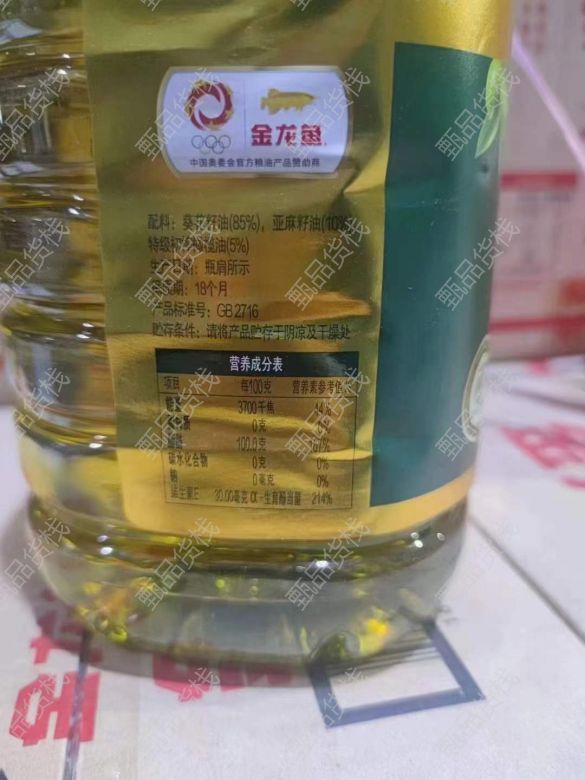 金龙鱼
中国奥委会官方粮油产品赞助商
配料：葵花籽油(85%)，亚麻籽油(10%)
特级初榨橄榄油(5%)
生产日期：瓶肩所示
保质期：18个月
产品标准号：GB 2716
贮存条件：请将产品贮存于阴凉及干燥处
营养成分表
项目 每100克 营养素参考值%
能量 3700千焦 44%
蛋白质 0克 0%
脂肪 100.0克 167%
碳水化合物 0克 0%
钠 0毫克 0%
维生素E 30.00毫克 α-生育酚当量 214%
甄品货栈